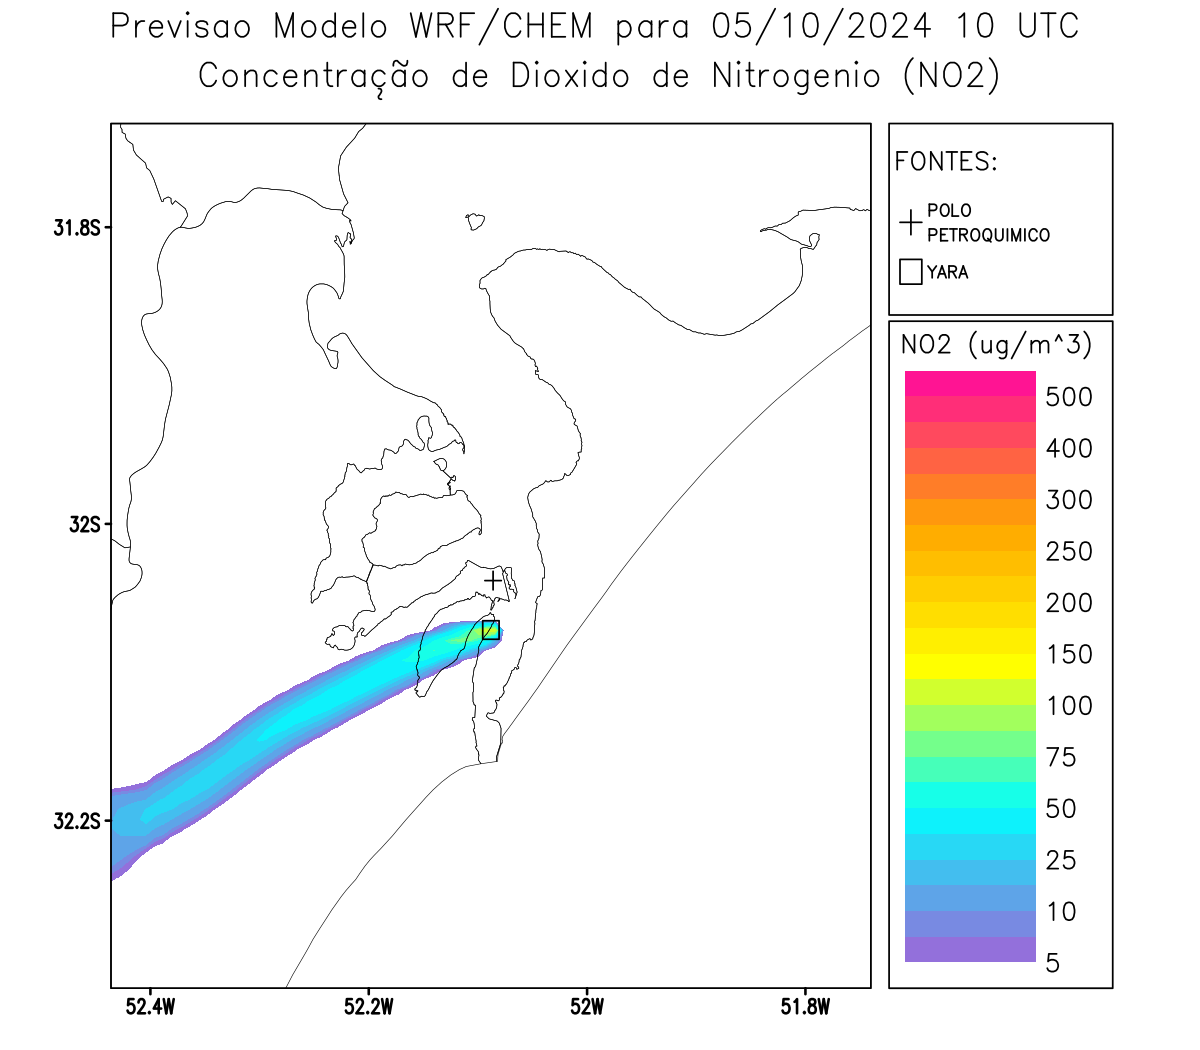 Previsao Modelo WRF/CHEM para 05/10/2024 10 UTC
Concentração de Dioxido de Nitrogenio (NO2)
FONTES:
POLO
PETROQUIMICO
YARA
NO2 (ug/m^3)
500
400
300
250
200
150
100
75
50
25
10
5
31.8S
32S
32.2S
52.4W
52.2W
52W
51.8W